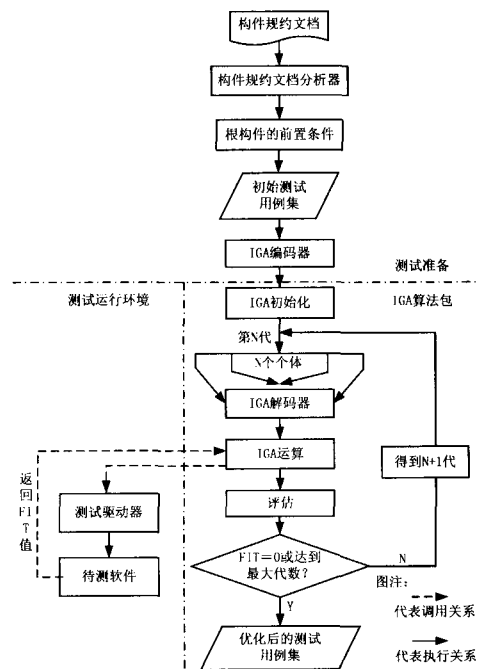 构件规约文档
构件规约文档分析器
根构件的前置条件
初始测试
用例集
IGA编码器
测试准备
测试运行环境
IGA初始化
IGA算法包
第N代
N个个体
IGA解码器
IGA运算
得到N+1代
返回FIT值
测试驱动器
评估
待测软件
FIT=0或达到
最大代数?
N
图注:
Y
代表调用关系
优化后的测试
用例集
代表执行关系